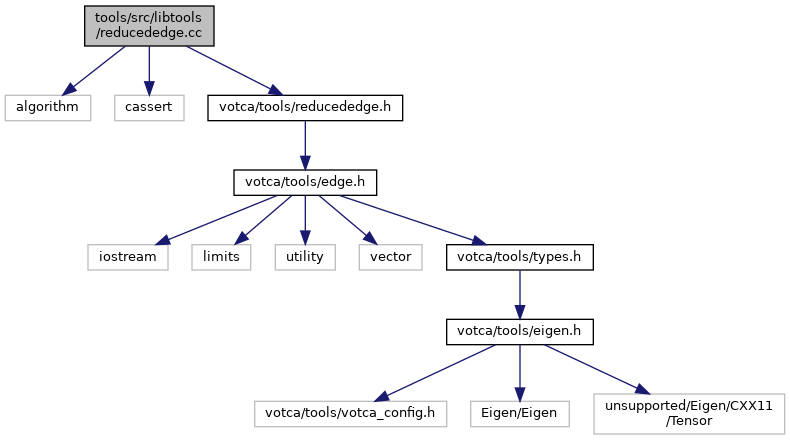 tools/src/libtools
/reducededge.cc
algorithm
cassert
votca/tools/reducededge.h
votca/tools/edge.h
iostream
limits
utility
vector
votca/tools/types.h
votca/tools/eigen.h
votca/tools/votca_config.h
Eigen/Eigen
unsupported/Eigen/CXX11
/Tensor